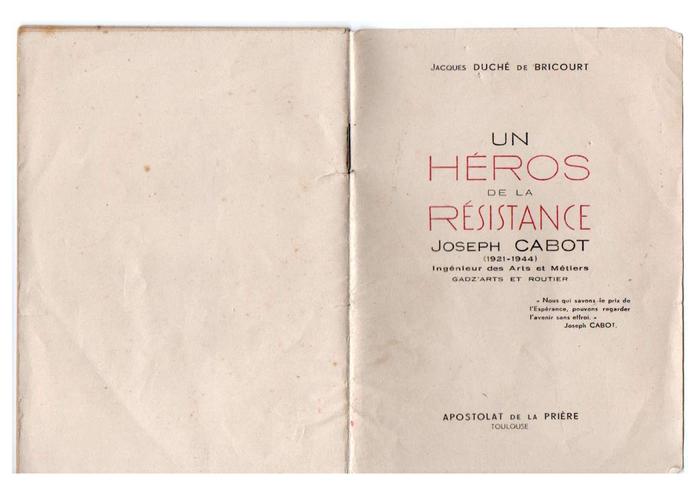 Jacques DUCHÉ de BRICOURT
UN
HÉROS
DE LA
RÉSISTANCE
Joseph CABOT
(1921-1944)
Ingénieur des Arts et Métiers
GADZ'ARTS ET ROUTIER
« Nous qui savons le prix de
l'Espérance, pouvons regarder
l'avenir sans effroi. »
Joseph CABOT.
APOSTOLAT DE LA PRIÈRE
TOULOUSE